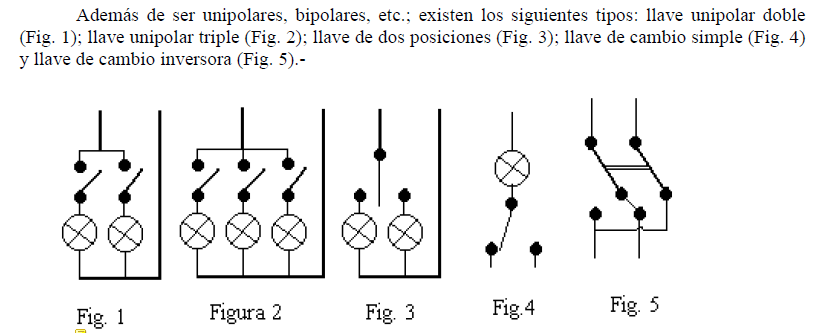 Además de ser unipolares, bipolares, etc.; existen los siguientes tipos: llave unipolar doble
(Fig. 1); llave unipolar triple (Fig. 2); llave de dos posiciones (Fig. 3); llave de cambio simple (Fig. 4)
y llave de cambio inversora (Fig. 5).-
Fig. 1
Figura 2
Fig. 3
Fig.4
Fig. 5